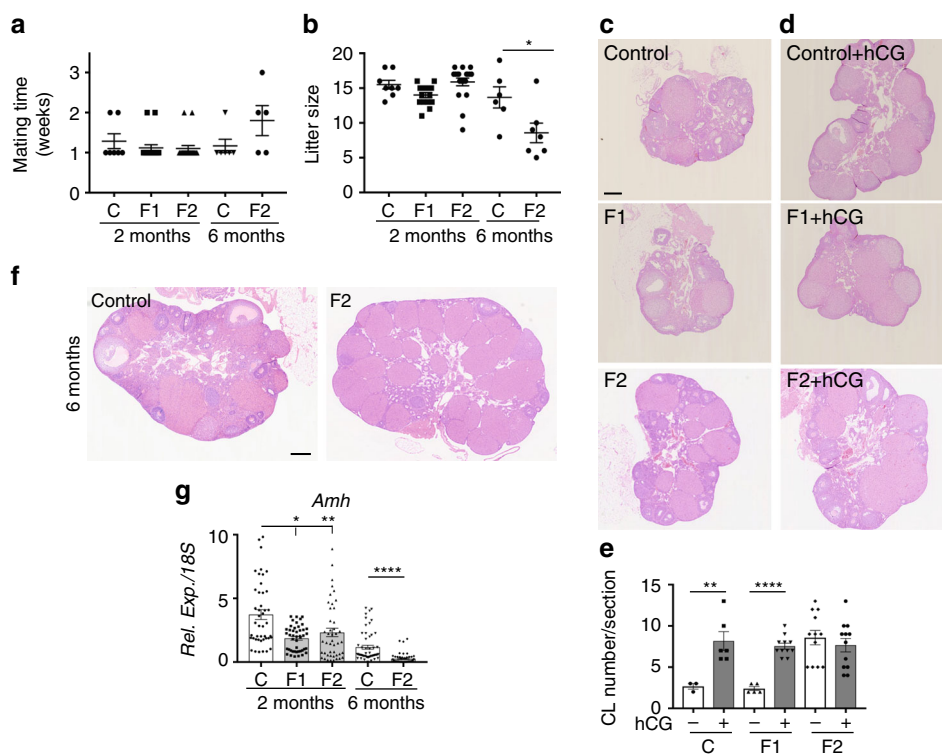 a
Mating time
(weeks)
3
2
1
C F1 F2 C F2
2 months 6 months
b
Litter size
20
15
10
5
0
*
C F1 F2 C F2
2 months 6 months
c
Control
F1
F2
d
Control+hCG
F1+hCG
F2+hCG
f
6 months
Control
F2
g
Amh
Rel. Exp./18S
10
5
0
* **
****
C F1 F2 C F2
2 months 6 months
e
CL number/section
15
10
5
0
** ****
hCG – + – + – +
C F1 F2